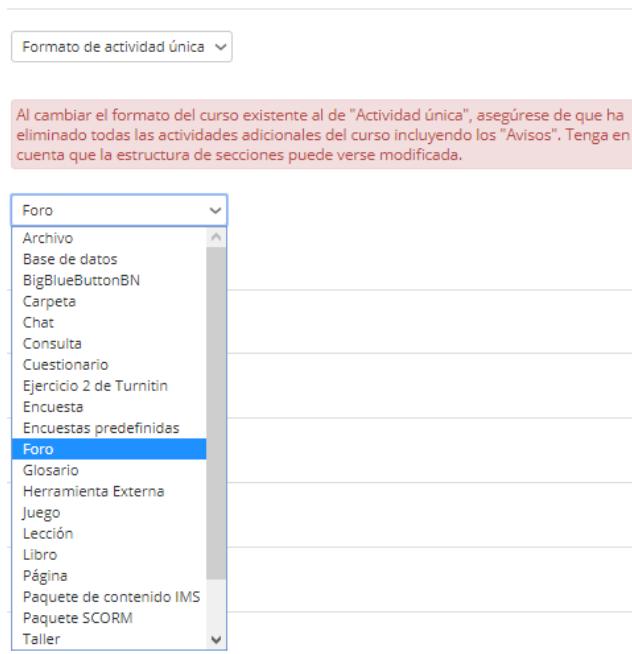 Formato de actividad única
Al cambiar el formato del curso existente al de "Actividad única", asegúrese de que ha
eliminado todas las actividades adicionales del curso incluyendo los "Avisos". Tenga en
cuenta que la estructura de secciones puede verse modificada.
Foro
Archivo
Base de datos
BigBlueButtonBN
Carpeta
Chat
Consulta
Cuestionario
Ejercicio 2 de Turnitin
Encuesta
Encuestas predefinidas
Foro
Glosario
Herramienta Externa
Juego
Lección
Libro
Página
Paquete de contenido IMS
Paquete SCORM
Taller